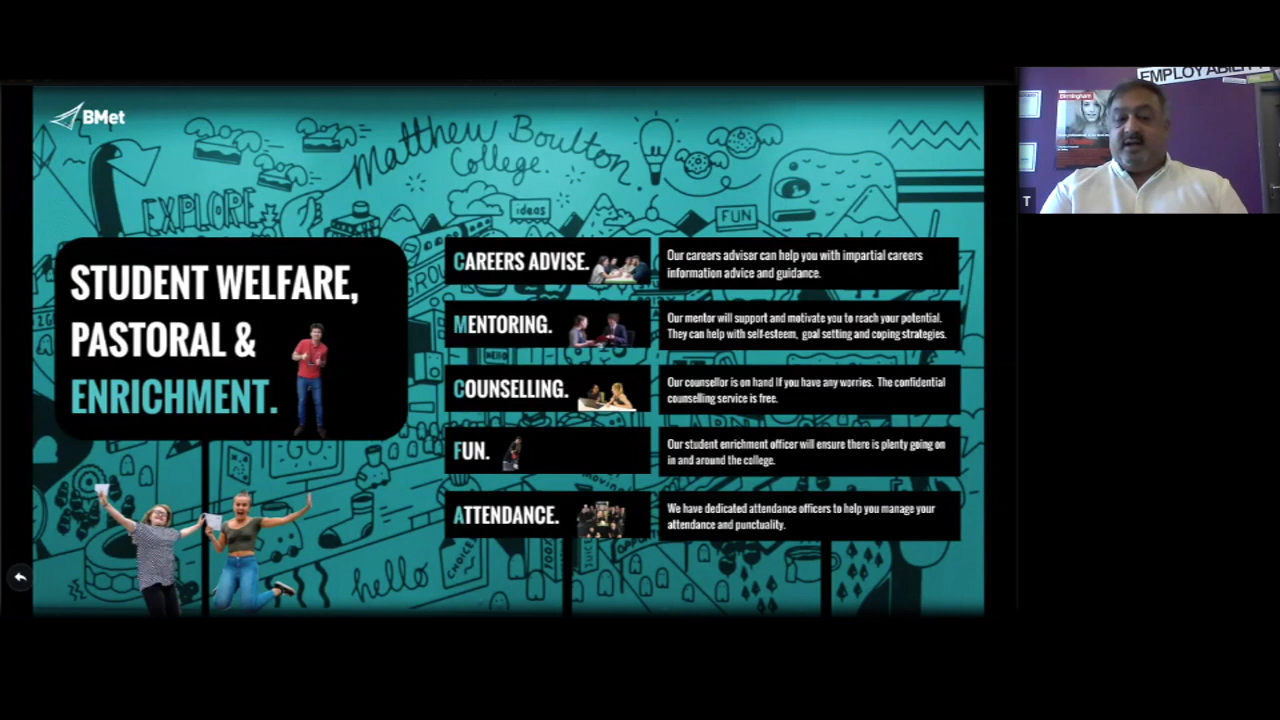 BMet
Matthew Boulton
College.
EXPLORE
ideas
FUN
STUDENT WELFARE,
PASTORAL &
ENRICHMENT.
CAREERS ADVISE.
Our careers adviser can help you with impartial careers
information advice and guidance.
MENTORING.
Our mentor will support and motivate you to reach your potential.
They can help with self-esteem, goal setting and coping strategies.
HELLO
COUNSELLING.
Our counsellor is on hand If you have any worries. The confidential
counselling service is free.
FUN.
Our student enrichment officer will ensure there is plenty going on
in and around the college.
GO
ATTENDANCE.
We have dedicated attendance officers to help you manage your
attendance and punctuality.
hello
CHOICE
EMPLOYABILITY
Birmingham
T